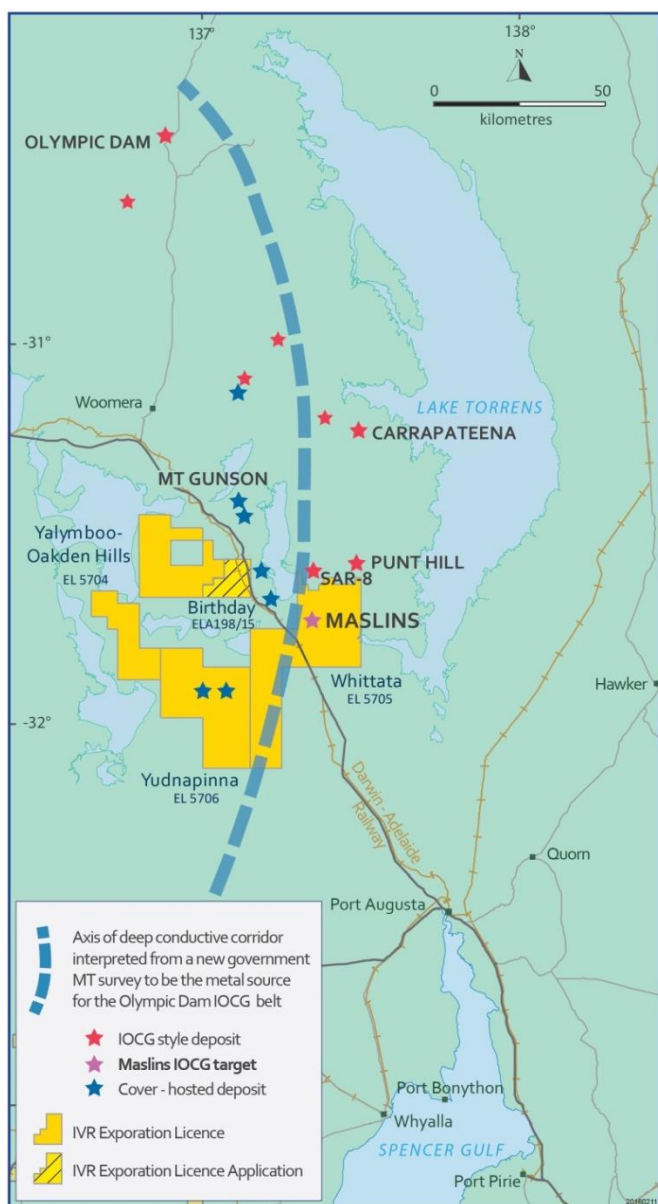 137°
138°
N
0
50
kilometres
OLYMPIC DAM
-31°
Woomera
LAKE TORRENS
CARRAPATEENA
MT GUNSON
Yalymboo-
Oakden Hills
EL 5704
PUNT HILL
SAR-8
Birthday
ELA198/15
MASLINS
Whittata
EL 5705
Hawker
-32°
Yudnapinna
EL 5706
Darwin - Adelaide
Railway
Quorn
Port Augusta
Axis of deep conductive corridor
interpreted from a new government
MT survey to be the metal source
for the Olympic Dam IOCG belt
IOCG style deposit
Maslins IOCG target
Cover - hosted deposit
IVR Exporation Licence
IVR Exporation Licence Application
Port Bonython
Whyalla
SPENCER GULF
Port Pirie
20160211